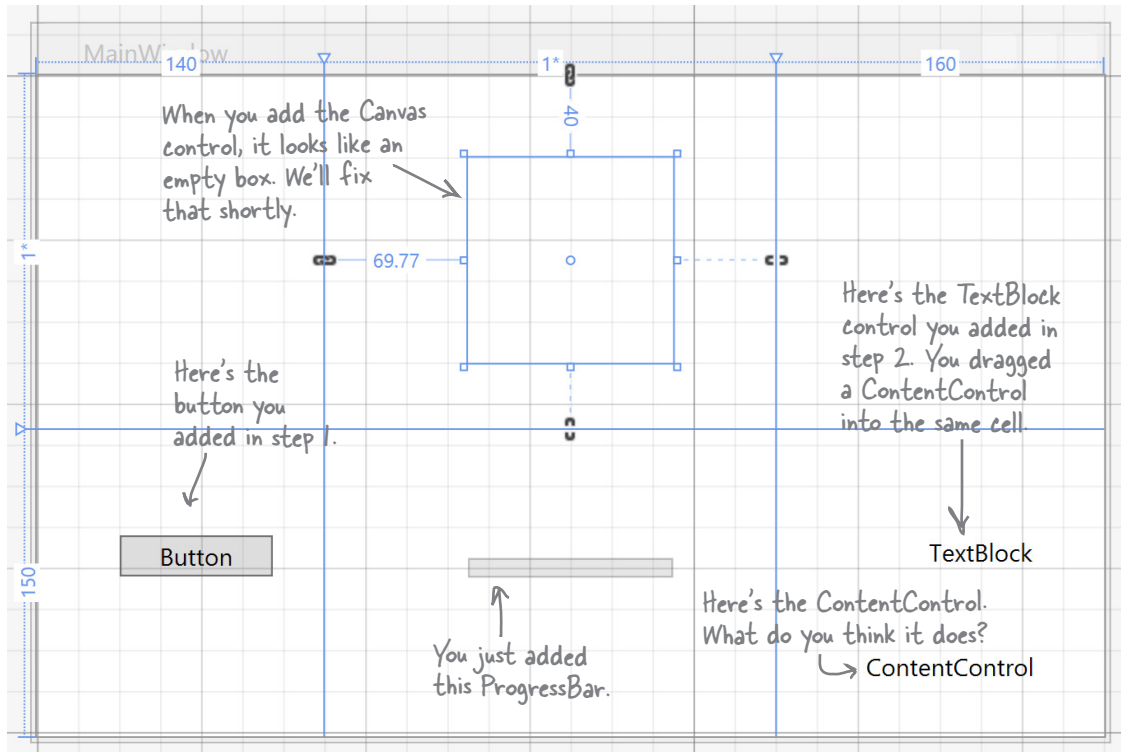 MainWindow
140
1*
160
40
When you add the Canvas
control, it looks like an
empty box. We'll fix
that shortly.
1*
69.77
Here's the TextBlock
control you added in
step 2. You dragged
a ContentControl
into the same cell.
Here's the
button you
added in step 1.
Button
TextBlock
150
Here's the ContentControl.
What do you think it does?
ContentControl
You just added
this ProgressBar.